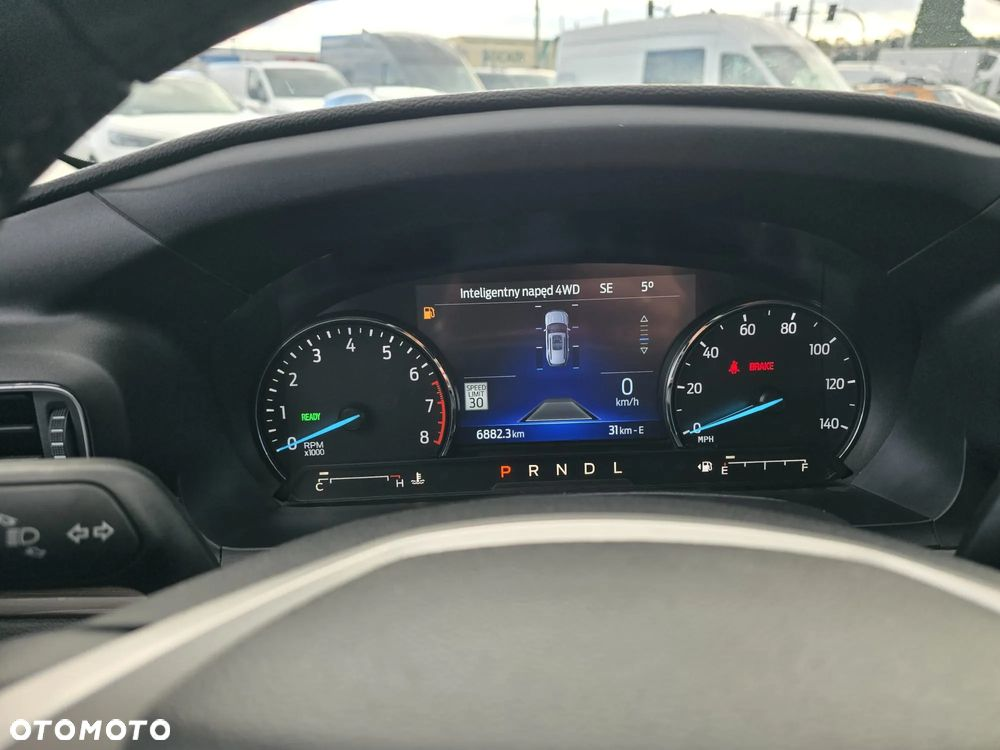 Inteligentny napęd 4WD SE 5°
1 2 3 4 5 6 7 8
READY
0
RPM
x1000
SPEED
LIMIT
30
0
km/h
6882.3 km
31 km - E
0 20 40 60 80 100 120 140
BRAKE
MPH
C H
P R N D L
E F
OTOMOTO